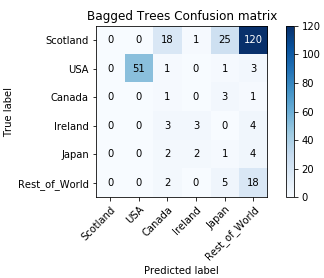 Bagged Trees Confusion matrix
Scotland 0 0 18 1 25 120
USA 0 51 1 0 1 3
Canada 0 0 1 0 3 1
Ireland 0 0 3 3 0 4
Japan 0 0 2 2 1 4
Rest_of_World 0 0 2 0 5 18
Scotland USA Canada Ireland Japan Rest_of_World
True label
Predicted label
120
100
80
60
40
20
0